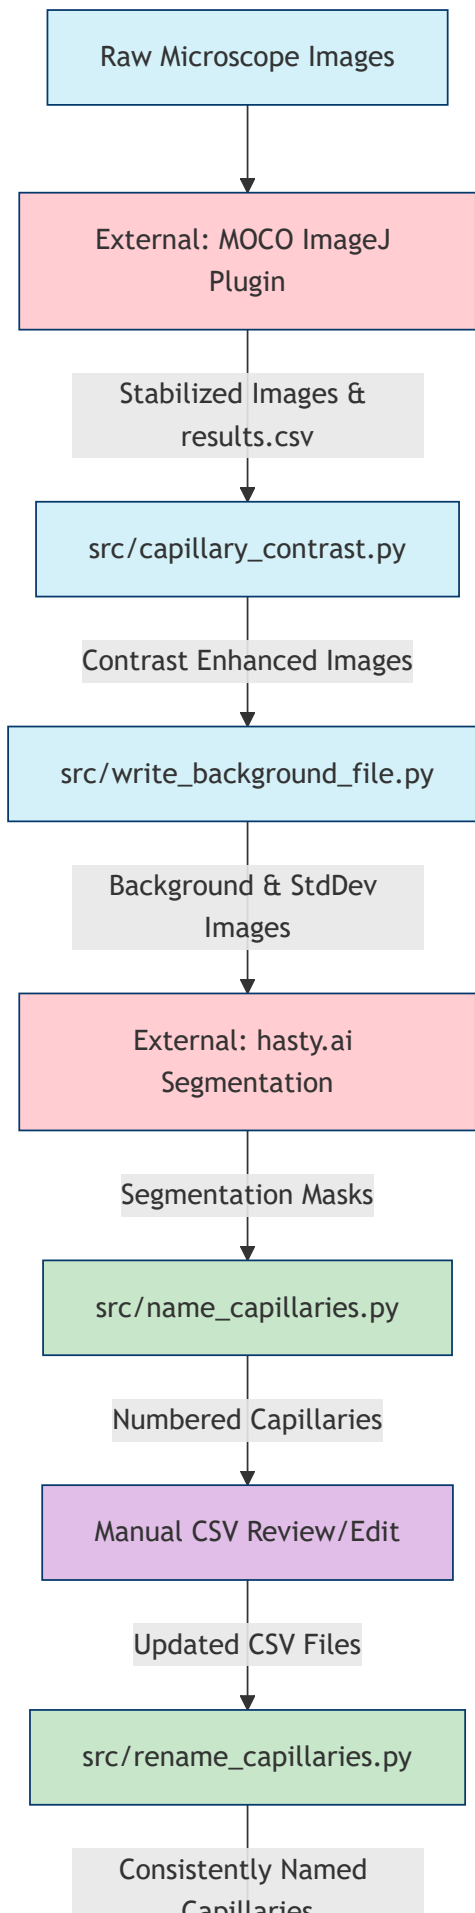 Raw Microscope Images
External: MOCO ImageJ
Plugin
Stabilized Images &
results.csv
src/capillary_contrast.py
Contrast Enhanced Images
src/write_background_file.py
Background & StdDev
Images
External: hasty.ai
Segmentation
Segmentation Masks
src/name_capillaries.py
Numbered Capillaries
Manual CSV Review/Edit
Updated CSV Files
src/rename_capillaries.py
Consistently Named
Capillaries